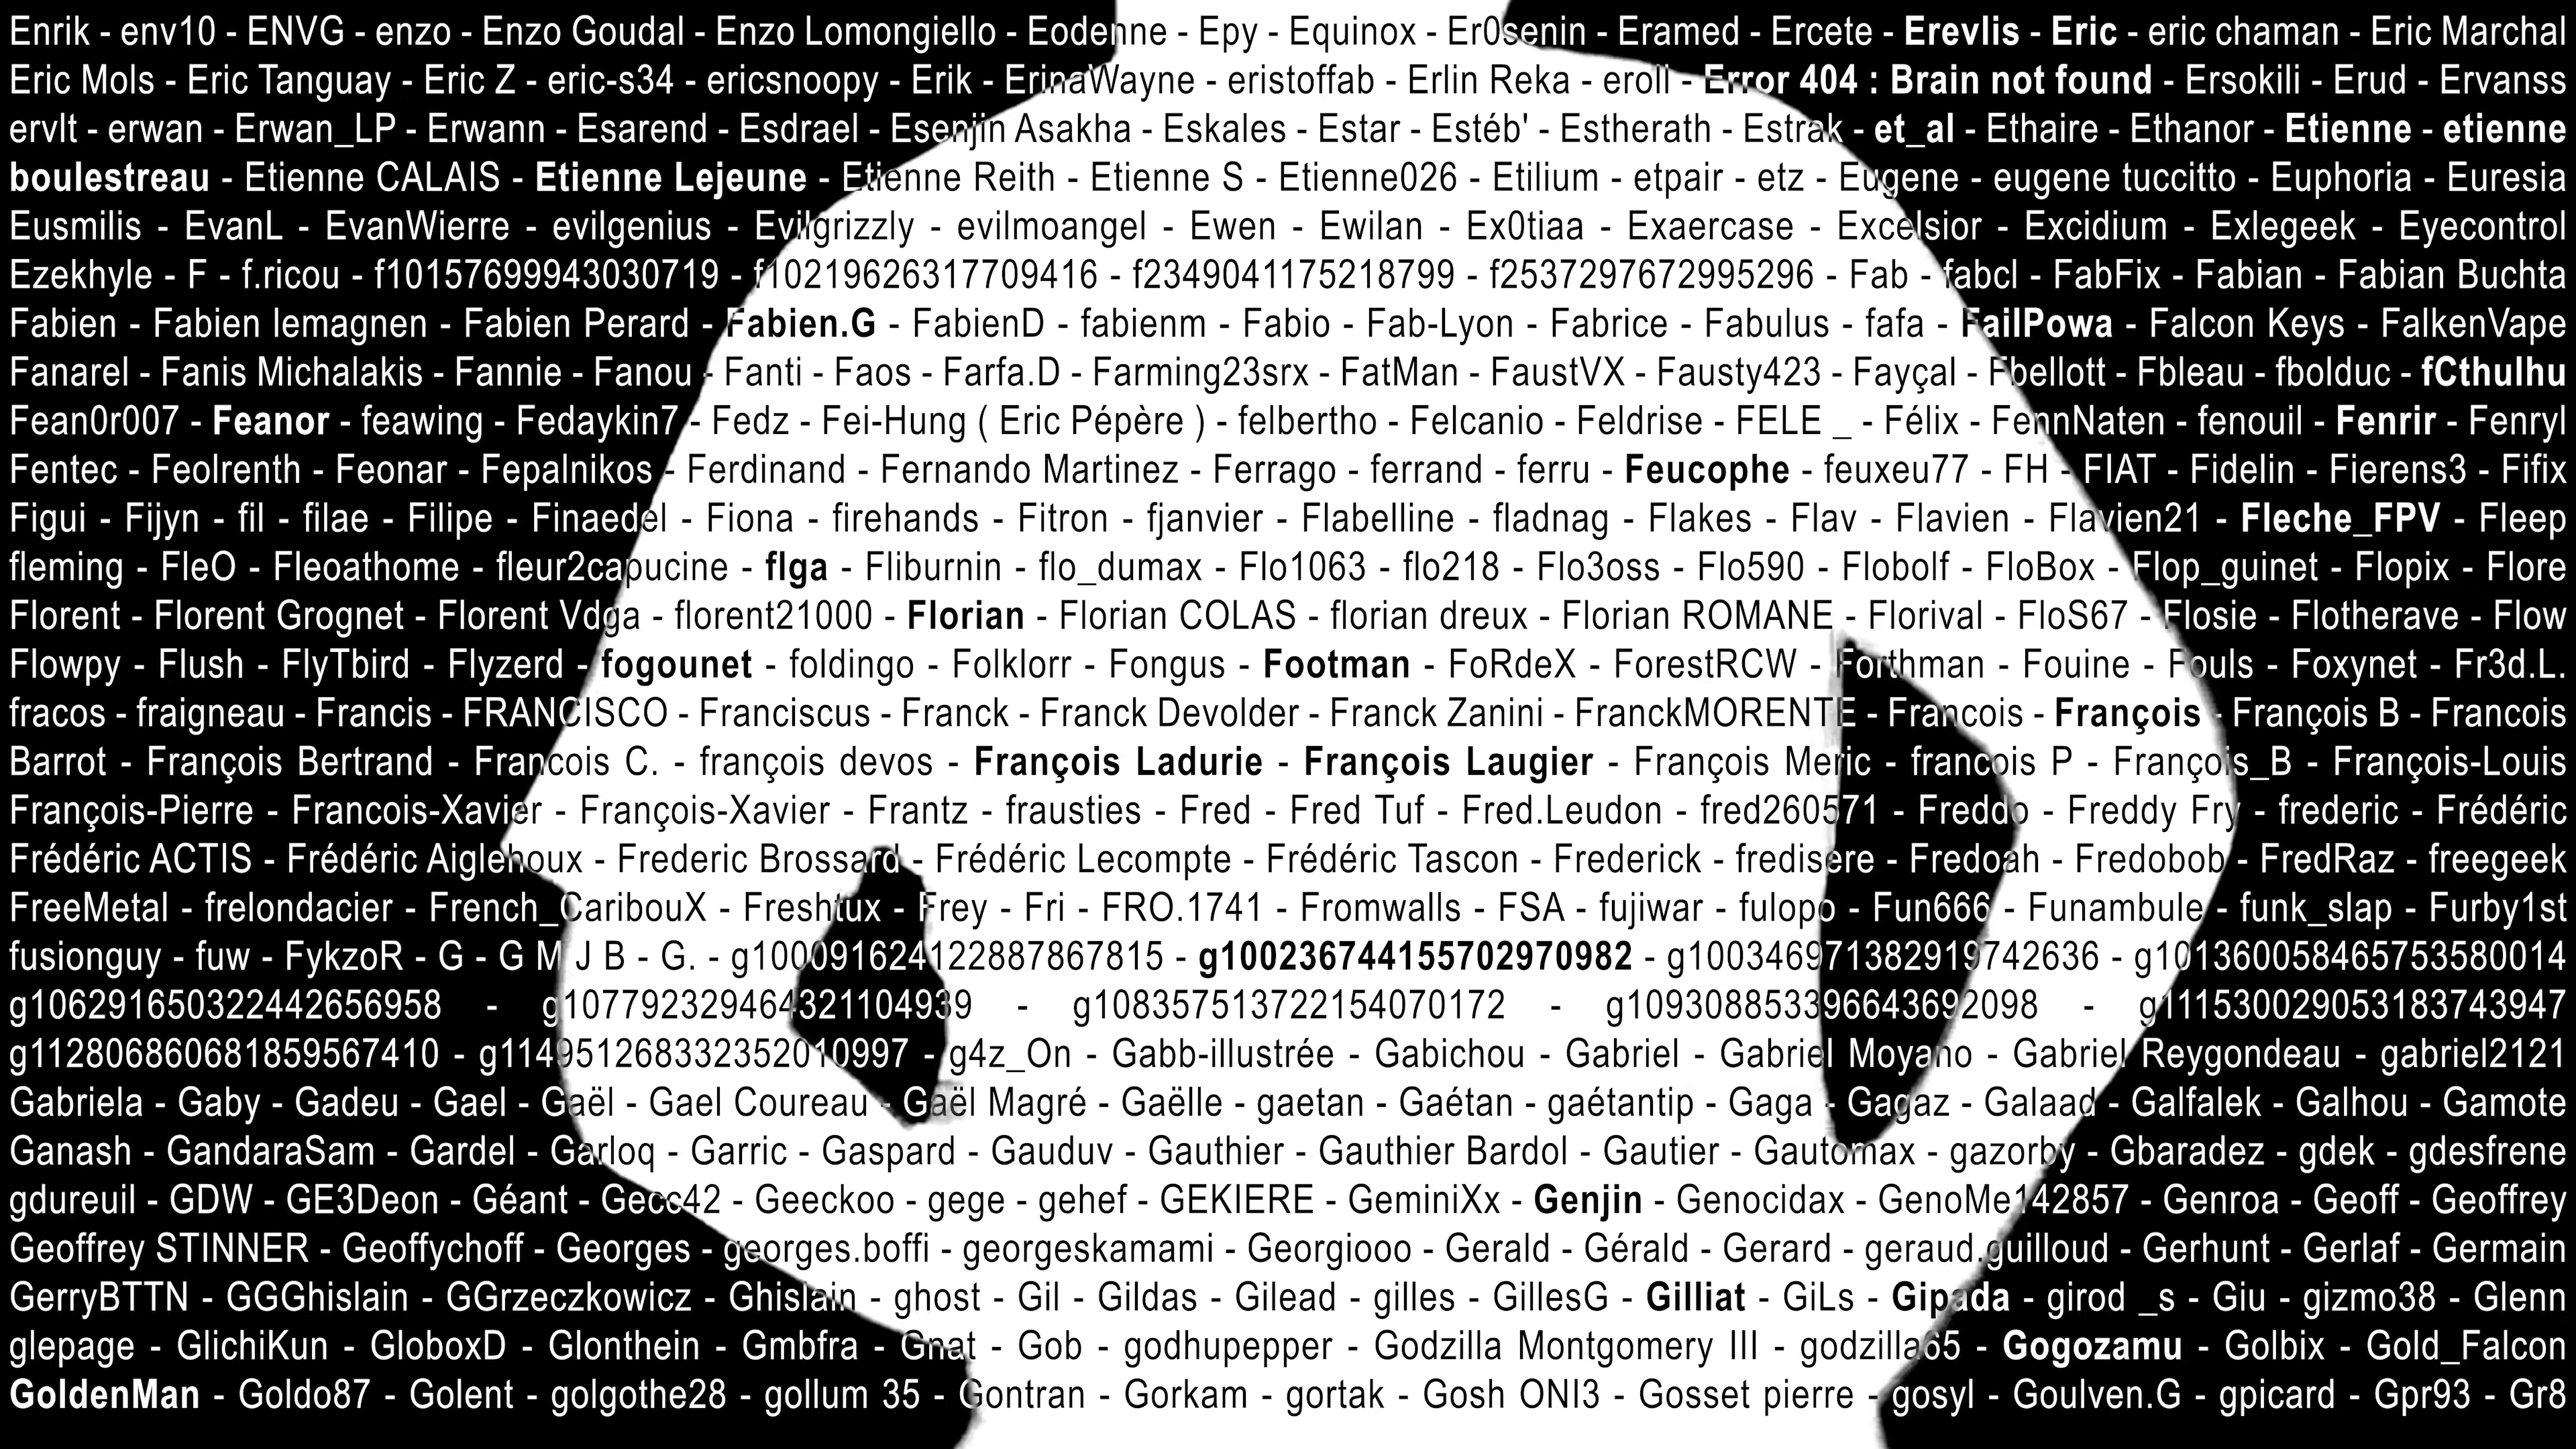 Enrik - env10 - ENVG - enzo - Enzo Goudal - Enzo Lomongiello - Eodenne - Epy - Equinox - Er0senin - Eramed - Ercete - Erevlis - Eric - eric chaman - Eric Marchal
Eric Mols - Eric Tanguay - Eric Z - eric-s34 - ericsnoopy - Erik - ErinaWayne - eristoffab - Erlin Reka - eroll - Error 404 : Brain not found - Ersokili - Erud - Ervanss
ervlt - erwan - Erwan_LP - Erwann - Esarend - Esdrael - Esenjin Asakha - Eskales - Estar - Estéb' - Estherath - Estrak - et_al - Ethaire - Ethanor - Etienne - etienne
boulestreau - Etienne CALAIS - Etienne Lejeune - Etienne Reith - Etienne S - Etienne026 - Etilium - etpair - etz - Eugene - eugene tuccitto - Euphoria - Euresia
Eusmilis - EvanL - EvanWierre - evilgenius - Evilgrizzly - evilmoangel - Ewen - Ewilan - Ex0tiaa - Exaercase - Excelsior - Excidium - Exlegeek - Eyecontrol
Ezekhyle - F - f.ricou - f10157699943030719 - f10219626317709416 - f2349041175218799 - f2537297672995296 - Fab - fabcl - FabFix - Fabian - Fabian Buchta
Fabien - Fabien lemagnen - Fabien Perard - Fabien.G - FabienD - fabienm - Fabio - Fab-Lyon - Fabrice - Fabulus - fafa - FailPowa - Falcon Keys - FalkenVape
Fanarel - Fanis Michalakis - Fannie - Fanou - Fanti - Faos - Farfa.D - Farming23srx - FatMan - FaustVX - Fausty423 - Fayçal - Fbellott - Fbleau - fbolduc - fCthulhu
Fean0r007 - Feanor - feawing - Fedaykin7 - Fedz - Fei-Hung ( Eric Pépère ) - felbertho - Felcanio - Feldrise - FELE _ - Félix - FennNaten - fenouil - Fenrir - Fenryl
Fentec - Feolrenth - Feonar - Fepalnikos - Ferdinand - Fernando Martinez - Ferrago - ferrand - ferru - Feucophe - feuxeu77 - FH - FIAT - Fidelin - Fierens3 - Fifix
Figui - Fijyn - fil - filae - Filipe - Finaedel - Fiona - firehands - Fitron - fjanvier - Flabelline - fladnag - Flakes - Flav - Flavien - Flavien21 - Fleche_FPV - Fleep
fleming - FleO - Fleoathome - fleur2capucine - flga - Fliburnin - flo_dumax - Flo1063 - flo218 - Flo3oss - Flo590 - Flobolf - FloBox - Flop_guinet - Flopix - Flore
Florent - Florent Grognet - Florent Vdga - florent21000 - Florian - Florian COLAS - florian dreux - Florian ROMANE - Florival - FloS67 - Flosie - Flotherave - Flow
Flowpy - Flush - FlyTbird - Flyzerd - fogounet - foldingo - Folklorr - Fongus - Footman - FoRdeX - ForestRCW - Forthman - Fouine - Fouls - Foxynet - Fr3d.L.
fracos - fraigneau - Francis - FRANCISCO - Franciscus - Franck - Franck Devolder - Franck Zanini - FranckMORENTE - Francois - François - François B - Francois
Barrot - François Bertrand - Francois C. - françois devos - François Ladurie - François Laugier - François Meric - francois P - François_B - François-Louis
François-Pierre - Francois-Xavier - François-Xavier - Frantz - frausties - Fred - Fred Tuf - Fred.Leudon - fred260571 - Freddo - Freddy Fry - frederic - Frédéric
Frédéric ACTIS - Frédéric Aiglehoux - Frederic Brossard - Frédéric Lecompte - Frédéric Tascon - Frederick - fredisere - Fredoah - Fredobob - FredRaz - freegeek
FreeMetal - frelondacier - French_CaribouX - Freshtux - Frey - Fri - FRO.1741 - Fromwalls - FSA - fujiwar - fulopo - Fun666 - Funambule - funk_slap - Furby1st
fusionguy - fuw - FykzoR - G - G M J B - G. - g100091624122887867815 - g100236744155702970982 - g100346971382919742636 - g101360058465753580014
g106291650322442656958 - g107792329464321104939 - g108357513722154070172 - g109308853396643692098 - g111530029053183743947
g112806860681859567410 - g114951268332352010997 - g4z_On - Gabb-illustrée - Gabichou - Gabriel - Gabriel Moyano - Gabriel Reygondeau - gabriel2121
Gabriela - Gaby - Gadeu - Gael - Gaël - Gael Coureau - Gaël Magré - Gaëlle - gaetan - Gaétan - gaétantip - Gaga - Gagaz - Galaad - Galfalek - Galhou - Gamote
Ganash - GandaraSam - Gardel - Garloq - Garric - Gaspard - Gauduv - Gauthier - Gauthier Bardol - Gautier - Gautomax - gazorby - Gbaradez - gdek - gdesfrene
gdureuil - GDW - GE3Deon - Géant - Gecc42 - Geeckoo - gege - gehef - GEKIERE - GeminiXx - Genjin - Genocidax - GenoMe142857 - Genroa - Geoff - Geoffrey
Geoffrey STINNER - Geoffychoff - Georges - georges.boffi - georgeskamami - Georgiooo - Gerald - Gérald - Gerard - geraud.guilloud - Gerhunt - Gerlaf - Germain
GerryBTTN - GGGhislain - GGrzeczkowicz - Ghislain - ghost - Gil - Gildas - Gilead - gilles - GillesG - Gilliat - GiLs - Gipada - girod _s - Giu - gizmo38 - Glenn
glepage - GlichiKun - GloboxD - Glonthein - Gmbfra - Gnat - Gob - godhupepper - Godzilla Montgomery III - godzilla65 - Gogozamu - Golbix - Gold_Falcon
GoldenMan - Goldo87 - Golent - golgothe28 - gollum 35 - Gontran - Gorkam - gortak - Gosh ONI3 - Gosset pierre - gosyl - Goulven.G - gpicard - Gpr93 - Gr8